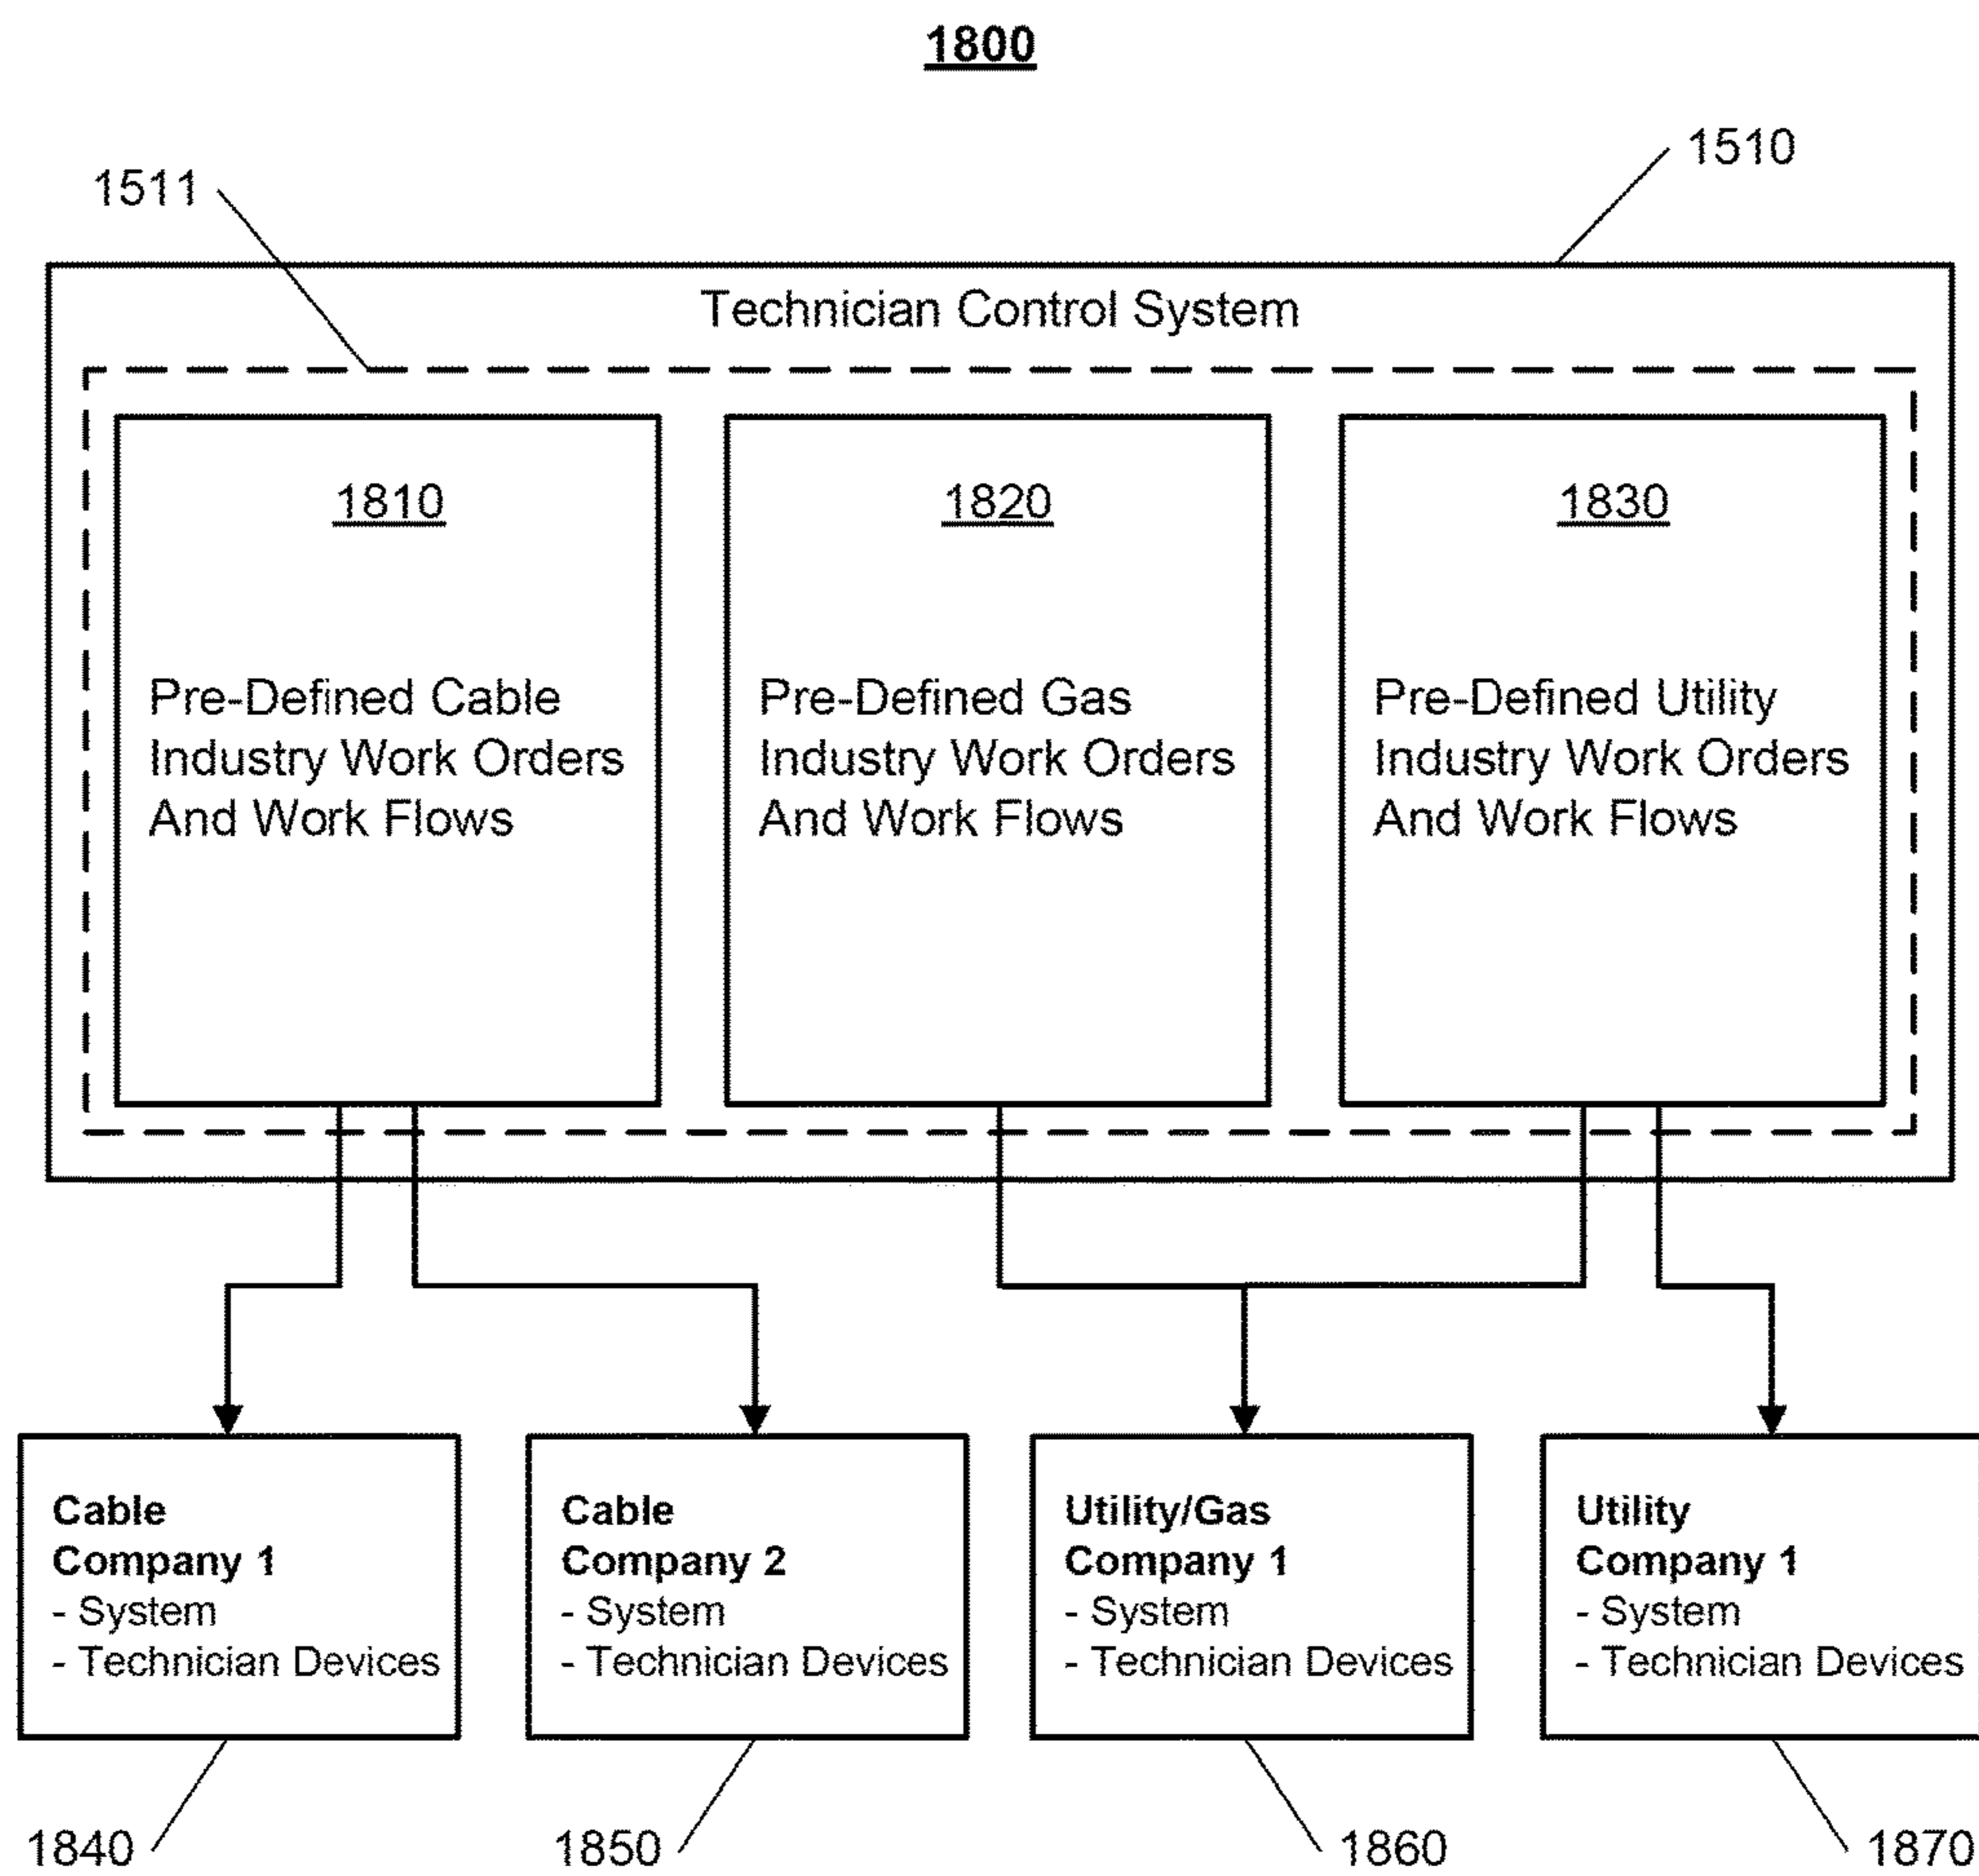 1800
1510
1511
Technician Control System
1810
Pre-Defined Cable
Industry Work Orders
And Work Flows
1820
Pre-Defined Gas
Industry Work Orders
And Work Flows
1830
Pre-Defined Utility
Industry Work Orders
And Work Flows
Cable
Company 1
- System
- Technician Devices
Cable
Company 2
- System
- Technician Devices
Utility/Gas
Company 1
- System
- Technician Devices
Utility
Company 1
- System
- Technician Devices
1840
1850
1860
1870